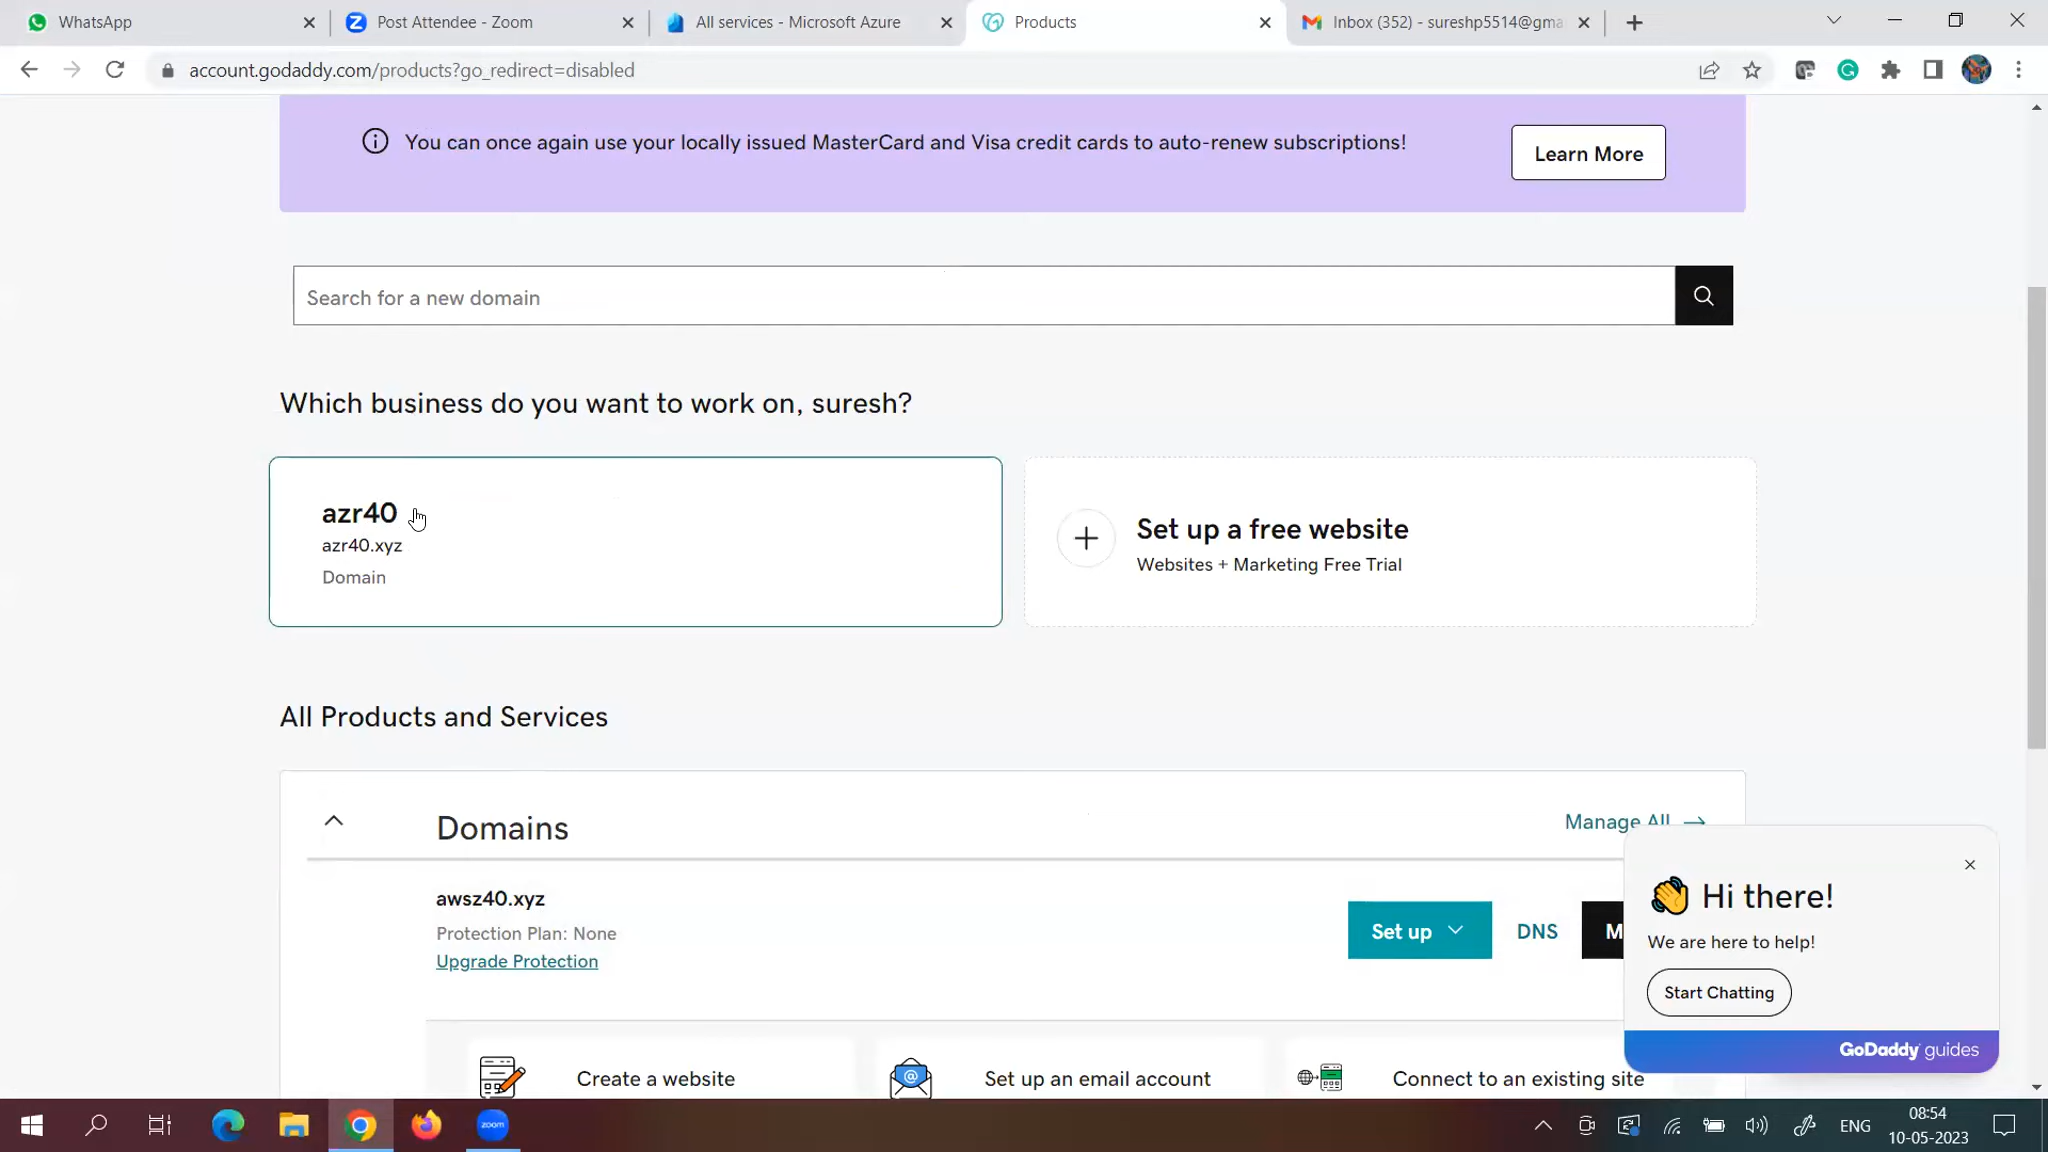 WhatsApp
Post Attendee - Zoom
All services - Microsoft Azure
Products
Inbox (352) - sureshp5514@gma
account.godaddy.com/products?go_redirect=disabled
You can once again use your locally issued MasterCard and Visa credit cards to auto-renew subscriptions!
Learn More
Search for a new domain
Which business do you want to work on, suresh?
azr40
azr40.xyz
Domain
Set up a free website
Websites + Marketing Free Trial
All Products and Services
Domains
Manage All
awsz40.xyz
Protection Plan: None
Upgrade Protection
Set up
DNS
M
Hi there!
We are here to help!
Start Chatting
GoDaddy guides
Create a website
Set up an email account
Connect to an existing site
zoom
ENG
08:54
10-05-2023